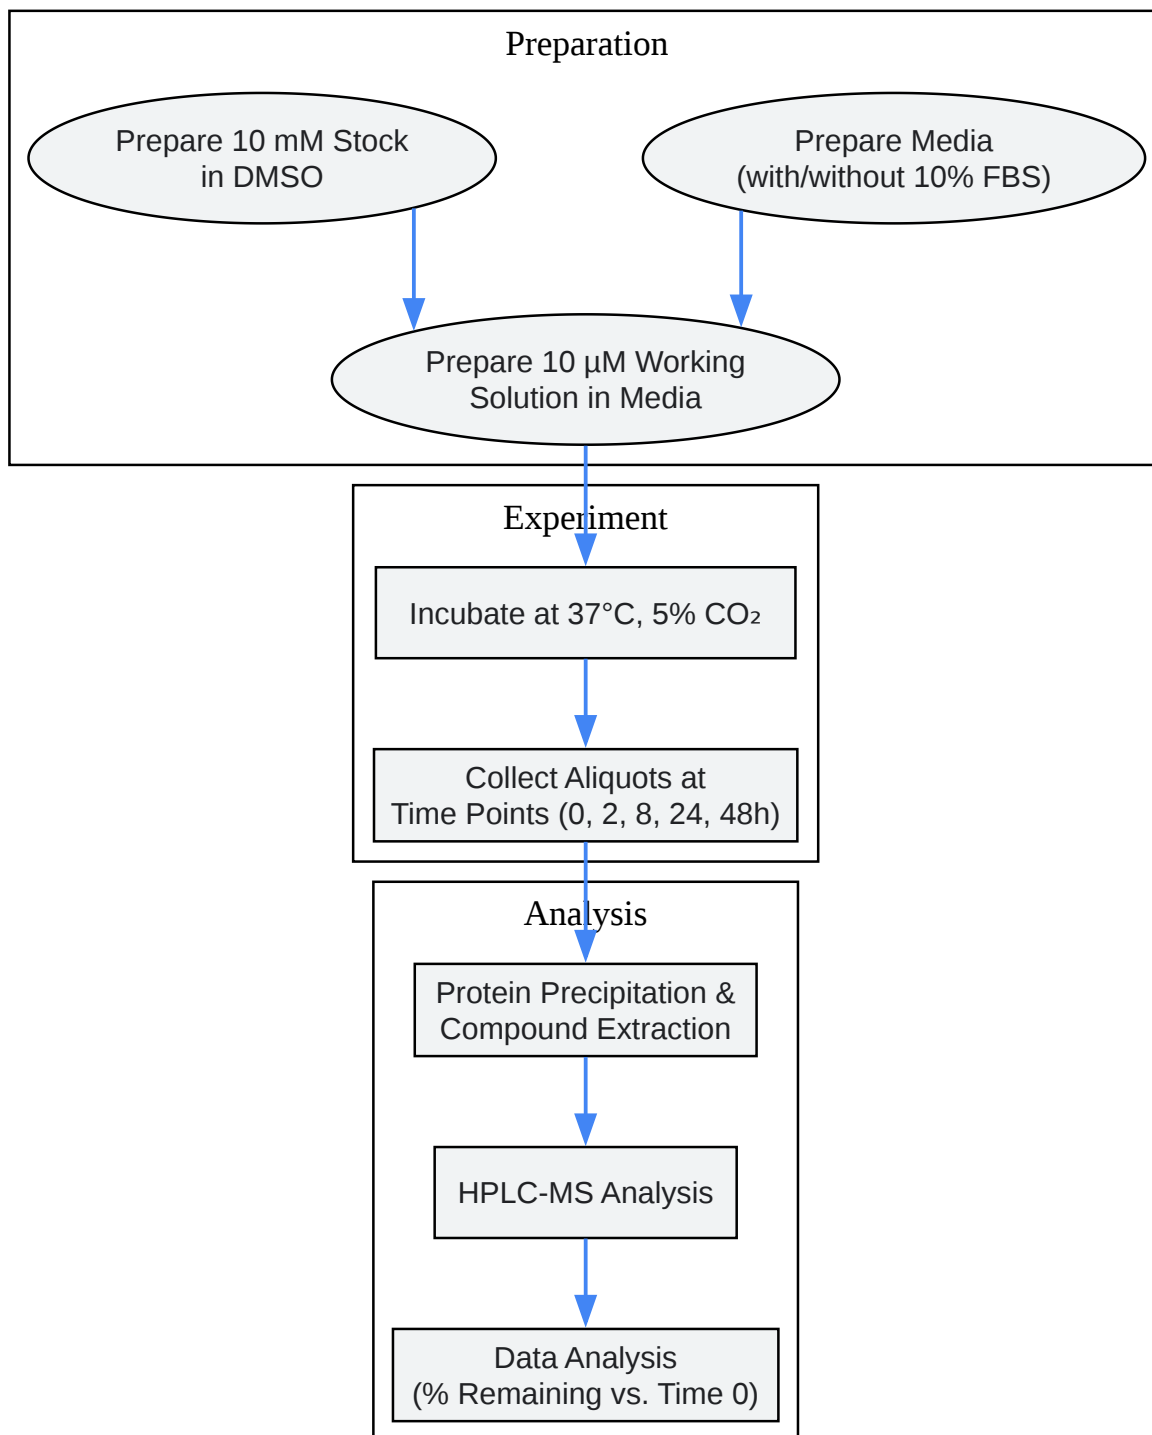 Preparation
Prepare 10 mM Stock
in DMSO
Prepare Media
(with/without 10% FBS)
Prepare 10 µM Working
Solution in Media
Experiment
Incubate at 37°C, 5% CO₂
Collect Aliquots at
Time Points (0, 2, 8, 24, 48h)
Analysis
Protein Precipitation &
Compound Extraction
HPLC-MS Analysis
Data Analysis
(% Remaining vs. Time 0)